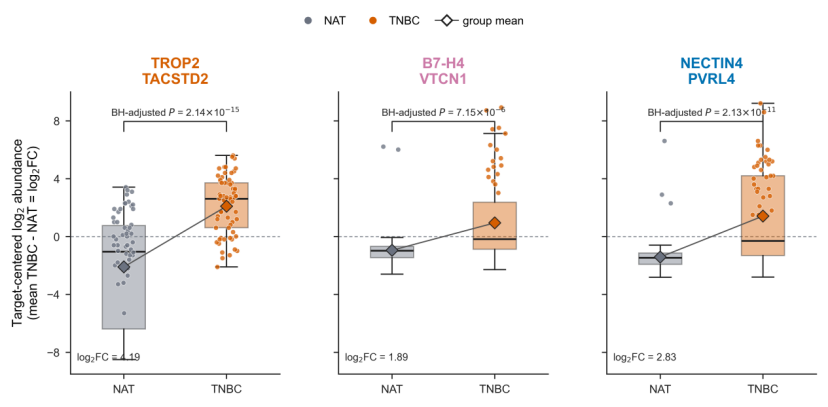 NAT TNBC group mean
TROP2
TACSTD2
B7-H4
VTCN1
NECTIN4
PVRL4
Target-centered log₂ abundance
(mean TNBC - NAT = log₂FC)
8
4
0
−4
−8
BH-adjusted P = 2.14×10⁻¹⁵
BH-adjusted P = 7.15×10⁻⁶
BH-adjusted P = 2.13×10⁻¹¹
log₂FC = 4.19
log₂FC = 1.89
log₂FC = 2.83
NAT TNBC
NAT TNBC
NAT TNBC